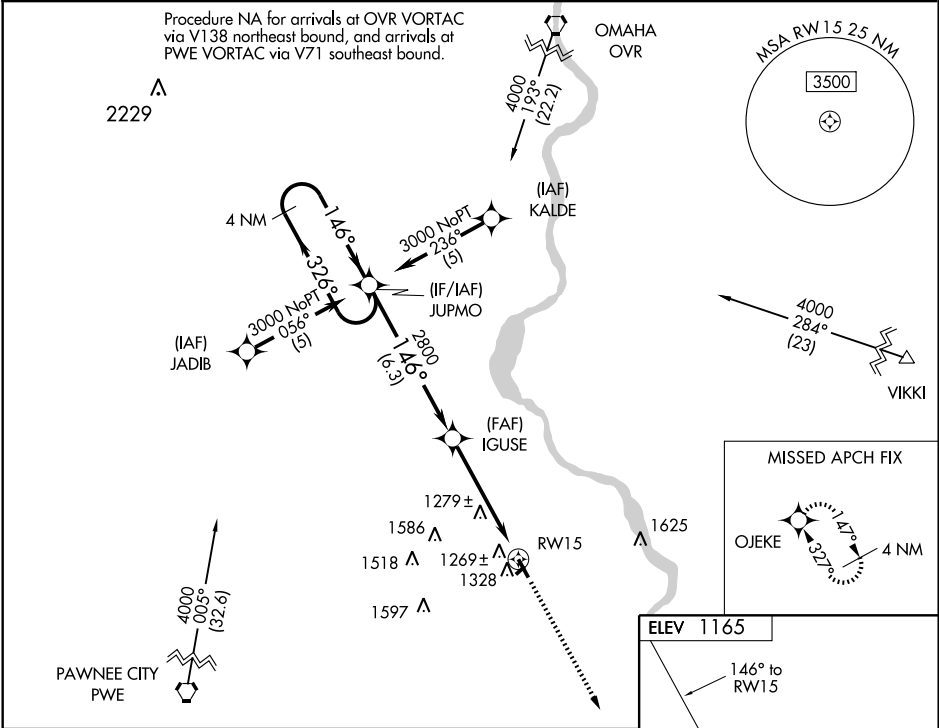 Procedure NA for arrivals at OVR VORTAC
via V138 northeast bound, and arrivals at
PWE VORTAC via V71 southeast bound.
OMAHA
OVR
4000
193°
(22.2)
MSA RW15 25 NM
3500
2229
4 NM
146°
326°
(IAF)
KALDE
3000 NoPT
236°
(5)
(IF/IAF)
JUPMO
3000 NoPT
056°
(5)
(IAF)
JADIB
2800
146°
(6.3)
4000
284°
(23)
VIKKI
(FAF)
IGUSE
MISSED APCH FIX
OJEKE
147°
327°
4 NM
1279±
1586
1518
1269±
1328
1597
RW15
1625
4000
005°
(32.6)
PAWNEE CITY
PWE
ELEV 1165
146° to
RW15